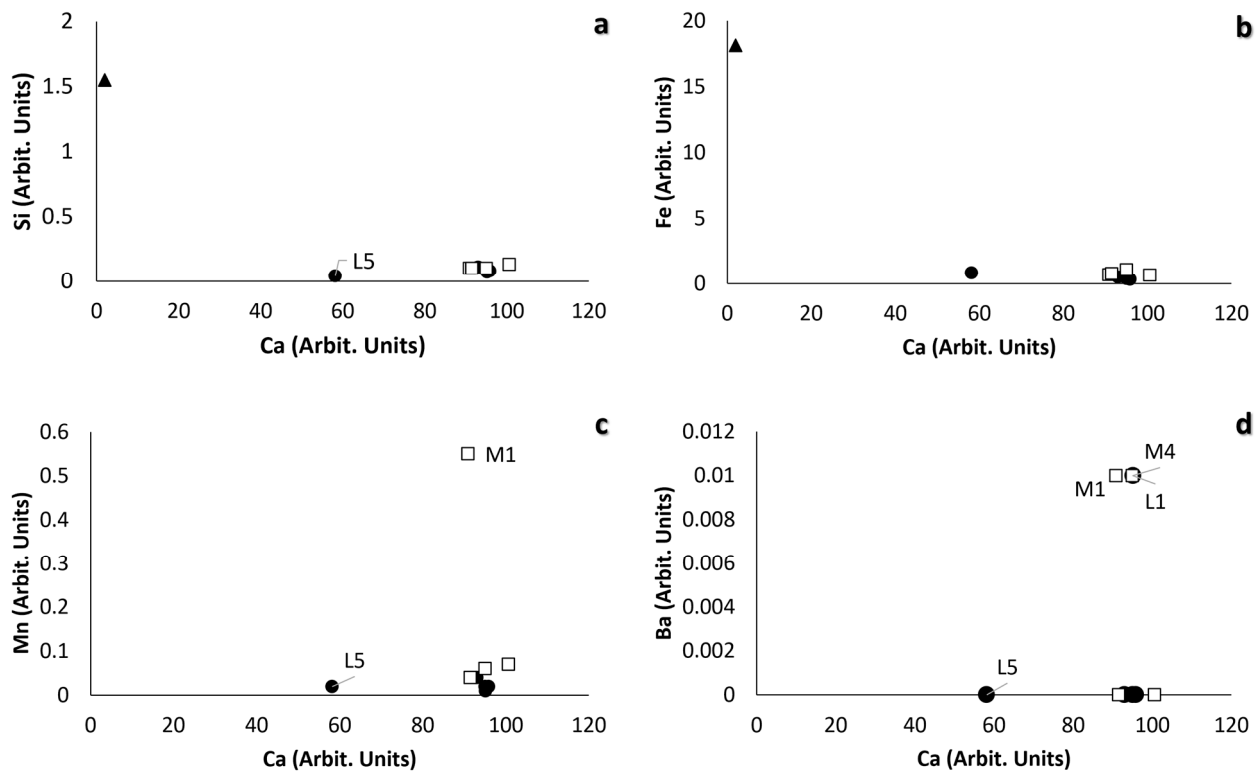 a
Si (Arbit. Units)
2
1.5
1
0.5
0
L5
0 20 40 60 80 100 120
Ca (Arbit. Units)
b
Fe (Arbit. Units)
20
15
10
5
0
0 20 40 60 80 100 120
Ca (Arbit. Units)
c
Mn (Arbit. Units)
0.6
0.5
0.4
0.3
0.2
0.1
0
M1
L5
0 20 40 60 80 100 120
Ca (Arbit. Units)
d
Ba (Arbit. Units)
0.012
0.01
0.008
0.006
0.004
0.002
0
M4
M1
L1
L5
0 20 40 60 80 100 120
Ca (Arbit. Units)